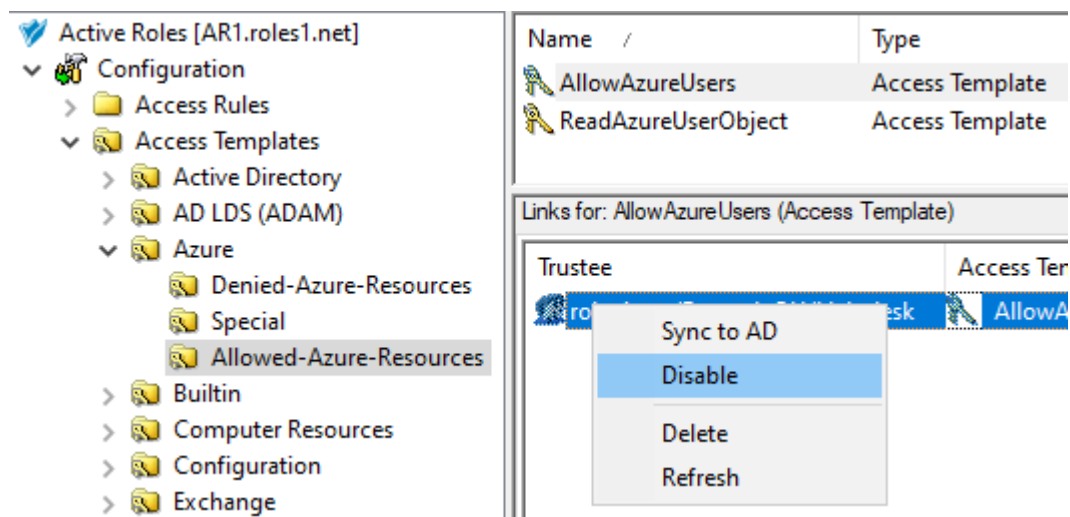 Active Roles [AR1.roles1.net]
Configuration
Access Rules
Access Templates
Active Directory
AD LDS (ADAM)
Azure
Denied-Azure-Resources
Special
Allowed-Azure-Resources
Builtin
Computer Resources
Configuration
Exchange
Name / Type
AllowAzureUsers Access Template
ReadAzureUserObject Access Template
Links for: AllowAzureUsers (Access Template)
Trustee Access Ter
AllowA
Sync to AD
Disable
Delete
Refresh